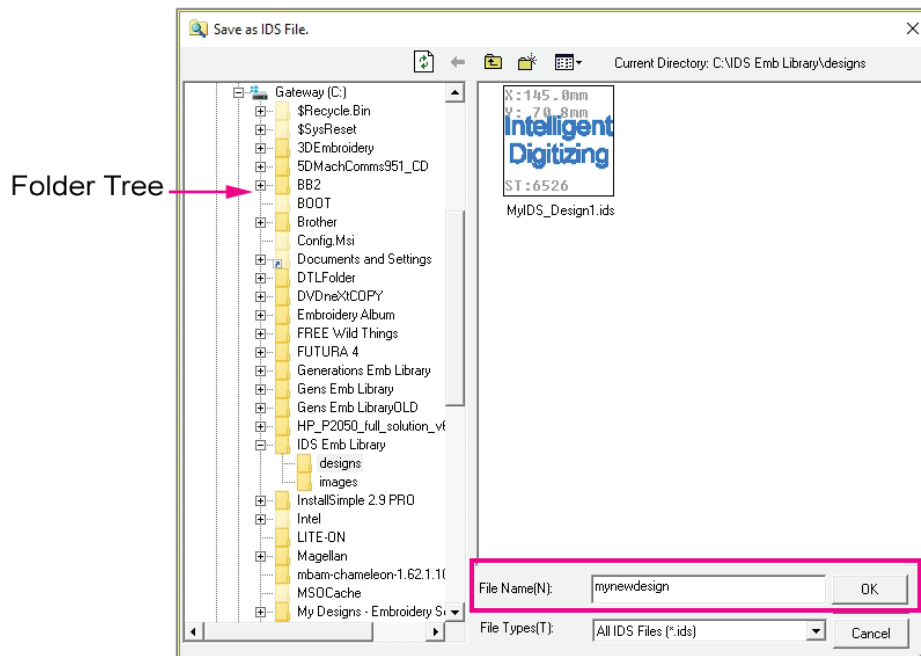 Save as IDS File.
Current Directory: C:\IDS Emb Library\designs
Folder Tree
Gateway (C:)
$Recycle.Bin
$SysReset
3DEmbroidery
5DMachComms951_CD
BB2
BOOT
Brother
Config.Msi
Documents and Settings
DTLFolder
DVDneXtCOPY
Embroidery Album
FREE Wild Things
FUTURA 4
Generations Emb Library
Gens Emb Library
Gens Emb LibraryOLD
HP_P2050_full_solution_v6
IDS Emb Library
designs
images
InstallSimple 2.9 PRO
Intel
LITE-ON
Magellan
mbam-chameleon-1.62.1.10
MSOCache
My Designs - Embroidery S
X:145.0mm
Y: 70.8mm
Intelligent
Digitizing
ST:6526
MyIDS_Design1.ids
File Name(N):
mynewdesign
OK
File Types(T):
All IDS Files (*.ids)
Cancel